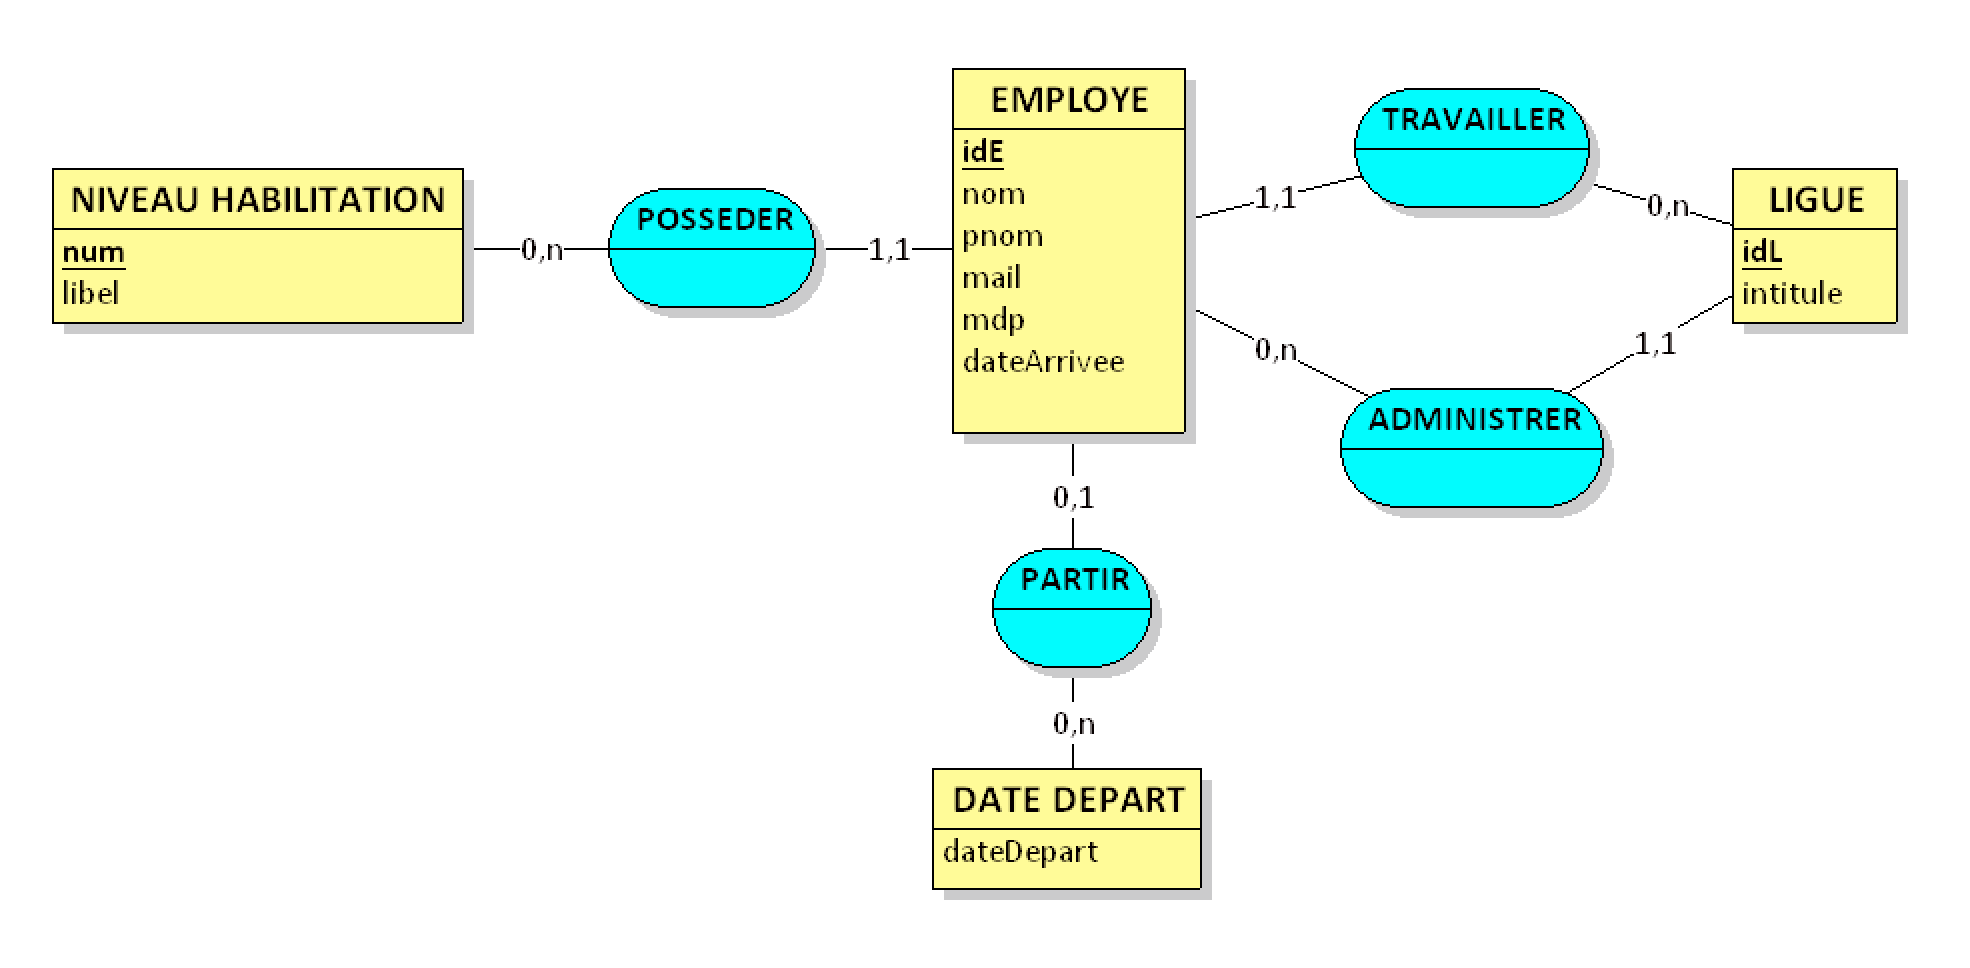 NIVEAU HABILITATION
num
libel
0,n
POSSEDER
1,1
EMPLOYE
idE
nom
pnom
mail
mdp
dateArrivee
1,1
TRAVAILLER
0,n
LIGUE
idL
intitule
0,n
ADMINISTRER
1,1
0,1
PARTIR
0,n
DATE DEPART
dateDepart